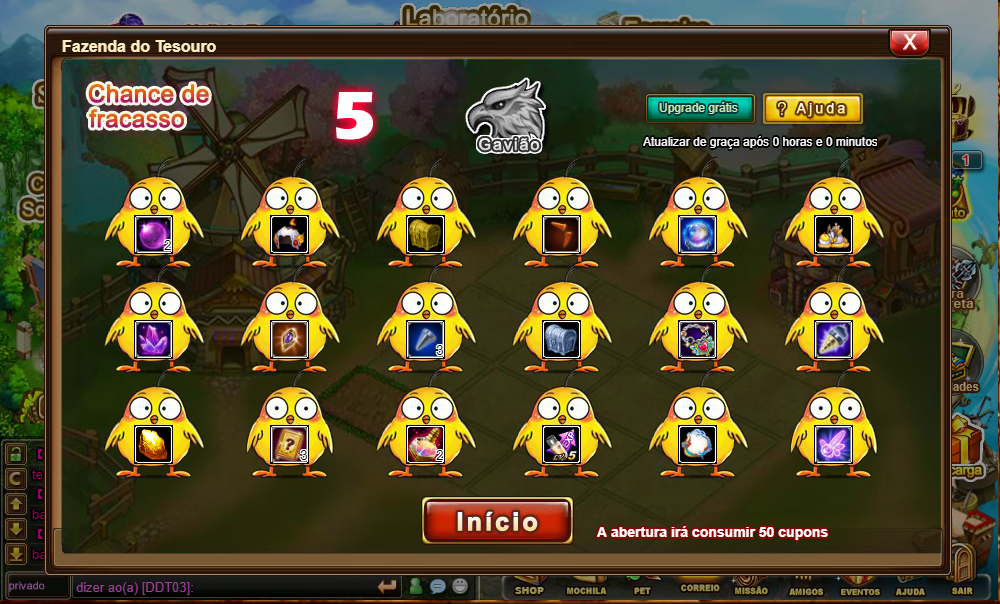 Laboratório
Fazenda do Tesouro
X
Chance de
fracasso
5
Gavião
Upgrade grátis
? Ajuda
Atualizar de graça após 0 horas e 0 minutos
1
2
3
3
2
5
Início
A abertura irá consumir 50 cupons
privado
dizer ao(a) [DDT03]:
SHOP
MOCHILA
PET
CORREIO
MISSÃO
AMIGOS
EVENTOS
AJUDA
SAIR